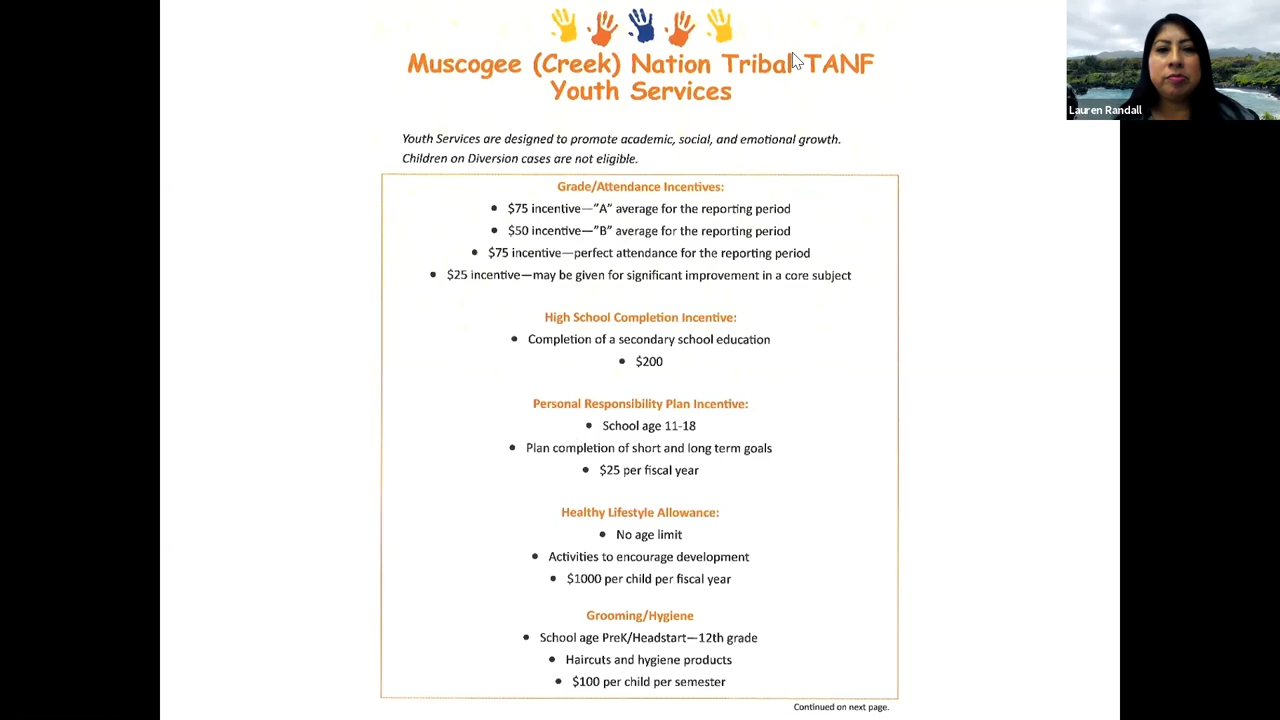 Muscogee (Creek) Nation Tribal TANF
Youth Services
Lauren Randall
Youth Services are designed to promote academic, social, and emotional growth.
Children on Diversion cases are not eligible.
Grade/Attendance Incentives:
• $75 incentive—”A” average for the reporting period
• $50 incentive—”B” average for the reporting period
• $75 incentive—perfect attendance for the reporting period
• $25 incentive—may be given for significant improvement in a core subject
High School Completion Incentive:
• Completion of a secondary school education
• $200
Personal Responsibility Plan Incentive:
• School age 11-18
• Plan completion of short and long term goals
• $25 per fiscal year
Healthy Lifestyle Allowance:
• No age limit
• Activities to encourage development
• $1000 per child per fiscal year
Grooming/Hygiene
• School age PreK/Headstart—12th grade
• Haircuts and hygiene products
• $100 per child per semester
Continued on next page.